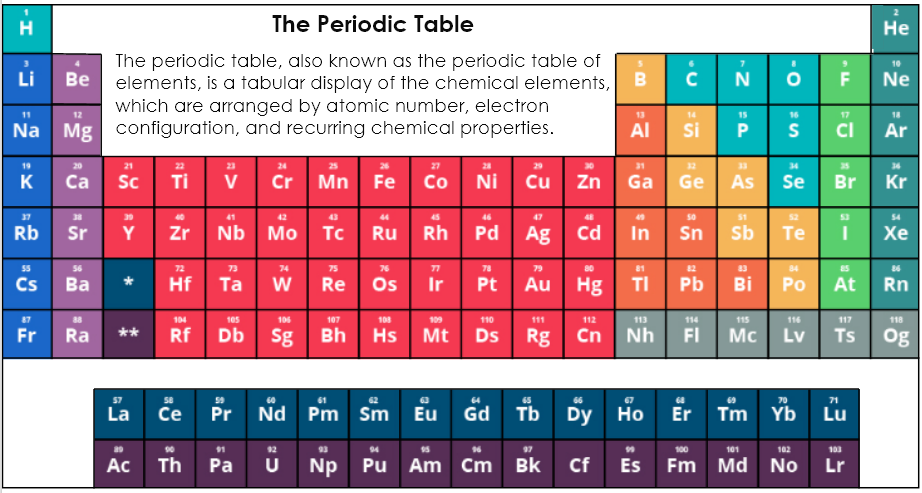 The Periodic Table
1 H 2 He
The periodic table, also known as the periodic table of
elements, is a tabular display of the chemical elements,
which are arranged by atomic number, electron
configuration, and recurring chemical properties.
3 Li 4 Be 5 B 6 C 7 N 8 O 9 F 10 Ne
11 Na 12 Mg 13 Al 14 Si 15 P 16 S 17 Cl 18 Ar
19 K 20 Ca 21 Sc 22 Ti 23 V 24 Cr 25 Mn 26 Fe 27 Co 28 Ni 29 Cu 30 Zn 31 Ga 32 Ge 33 As 34 Se 35 Br 36 Kr
37 Rb 38 Sr 39 Y 40 Zr 41 Nb 42 Mo 43 Tc 44 Ru 45 Rh 46 Pd 47 Ag 48 Cd 49 In 50 Sn 51 Sb 52 Te 53 I 54 Xe
55 Cs 56 Ba * 72 Hf 73 Ta 74 W 75 Re 76 Os 77 Ir 78 Pt 79 Au 80 Hg 81 Tl 82 Pb 83 Bi 84 Po 85 At 86 Rn
87 Fr 88 Ra ** 104 Rf 105 Db 106 Sg 107 Bh 108 Hs 109 Mt 110 Ds 111 Rg 112 Cn 113 Nh 114 Fl 115 Mc 116 Lv 117 Ts 118 Og
57 La 58 Ce 59 Pr 60 Nd 61 Pm 62 Sm 63 Eu 64 Gd 65 Tb 66 Dy 67 Ho 68 Er 69 Tm 70 Yb 71 Lu
89 Ac 90 Th 91 Pa 92 U 93 Np 94 Pu 95 Am 96 Cm 97 Bk 98 Cf 99 Es 100 Fm 101 Md 102 No 103 Lr